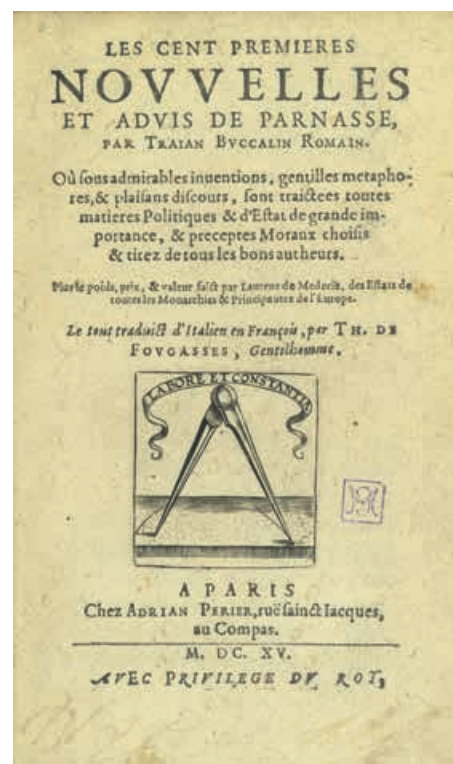 LES CENT PREMIERES
NOVVELLES
ET ADVIS DE PARNASSE,
PAR TRAIAN BVCCALIN ROMAIN.
Où sous admirables inuentions, gentilles metapho-
res, & plaisans discours, sont traictees toutes
matieres Politiques & d'Estat de grande im-
portance, & preceptes Moraux choisis
& tirez de tous les bons autheurs.
Plus le poids, prix, & valeur faict par Laurens de Medecis, des Estats de
toutes les Monarchies & Principautez de l'Europe.
Le tout traduict d'Italien en François, par TH. DE
FOVGASSES, Gentilhomme.
LABORE ET CONSTANTIA
A PARIS
Chez ADRIAN PERIER, ruë sainct Iacques,
au Compas.
M. DC. XV.
AVEC PRIVILEGE DV ROY,